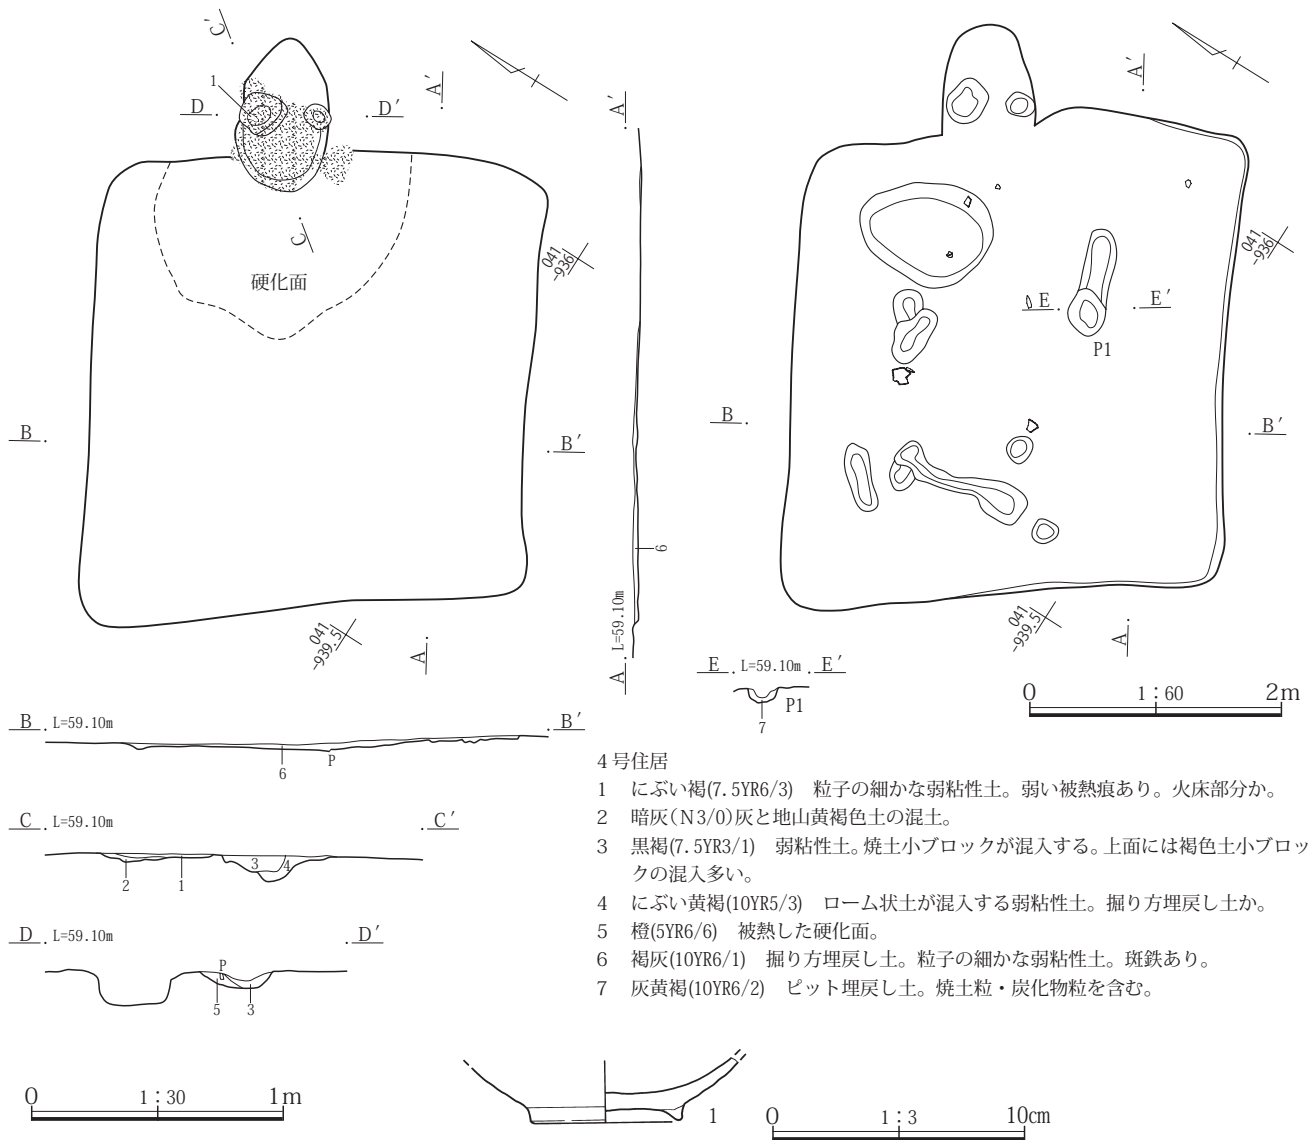 C′
1
D
D′
A′
硬化面
C
041
-936
B
B′
041
-939.5
A
A′
6
L=59.10m
A
A′
041
-936
E
E′
P1
B
B′
041
-939.5
A
E L=59.10m E′
P1
7
0 1：60 2m
B L=59.10m B′
6
P
C L=59.10m C′
3 4
2 1
D L=59.10m D′
P
5 3
4号住居
1 にぶい褐(7.5YR6/3) 粒子の細かな弱粘性土。弱い被熱痕あり。火床部分か。
2 暗灰(N3/0)灰と地山黄褐色土の混土。
3 黒褐(7.5YR3/1) 弱粘性土。焼土小ブロックが混入する。上面には褐色土小ブロッ
クの混入多い。
4 にぶい黄褐(10YR5/3) ローム状土が混入する弱粘性土。掘り方埋戻し土か。
5 橙(5YR6/6) 被熱した硬化面。
6 褐灰(10YR6/1) 掘り方埋戻し土。粒子の細かな弱粘性土。斑鉄あり。
7 灰黄褐(10YR6/2) ピット埋戻し土。焼土粒・炭化物粒を含む。
0 1：30 1m
1
0 1：3 10cm